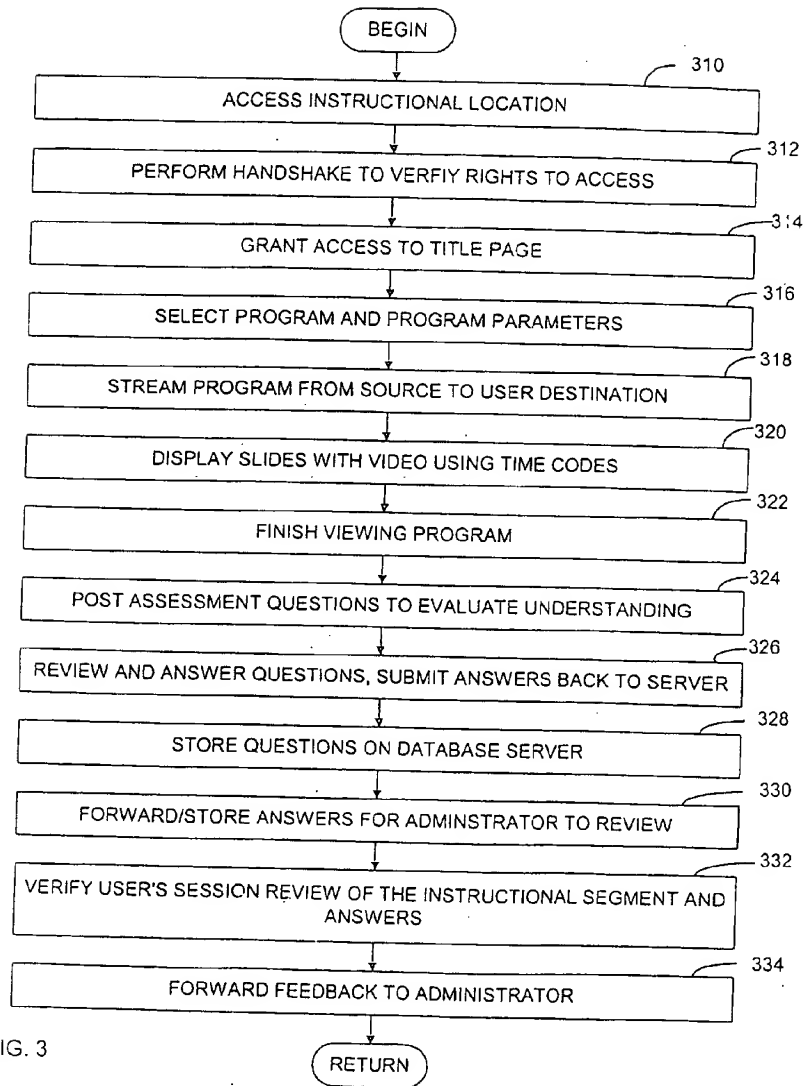 BEGIN
310
ACCESS INSTRUCTIONAL LOCATION
312
PERFORM HANDSHAKE TO VERFIY RIGHTS TO ACCESS
314
GRANT ACCESS TO TITLE PAGE
316
SELECT PROGRAM AND PROGRAM PARAMETERS
318
STREAM PROGRAM FROM SOURCE TO USER DESTINATION
320
DISPLAY SLIDES WITH VIDEO USING TIME CODES
322
FINISH VIEWING PROGRAM
324
POST ASSESSMENT QUESTIONS TO EVALUATE UNDERSTANDING
326
REVIEW AND ANSWER QUESTIONS, SUBMIT ANSWERS BACK TO SERVER
328
STORE QUESTIONS ON DATABASE SERVER
330
FORWARD/STORE ANSWERS FOR ADMINSTRATOR TO REVIEW
332
VERIFY USER'S SESSION REVIEW OF THE INSTRUCTIONAL SEGMENT AND
ANSWERS
334
FORWARD FEEDBACK TO ADMINISTRATOR
IG. 3
RETURN